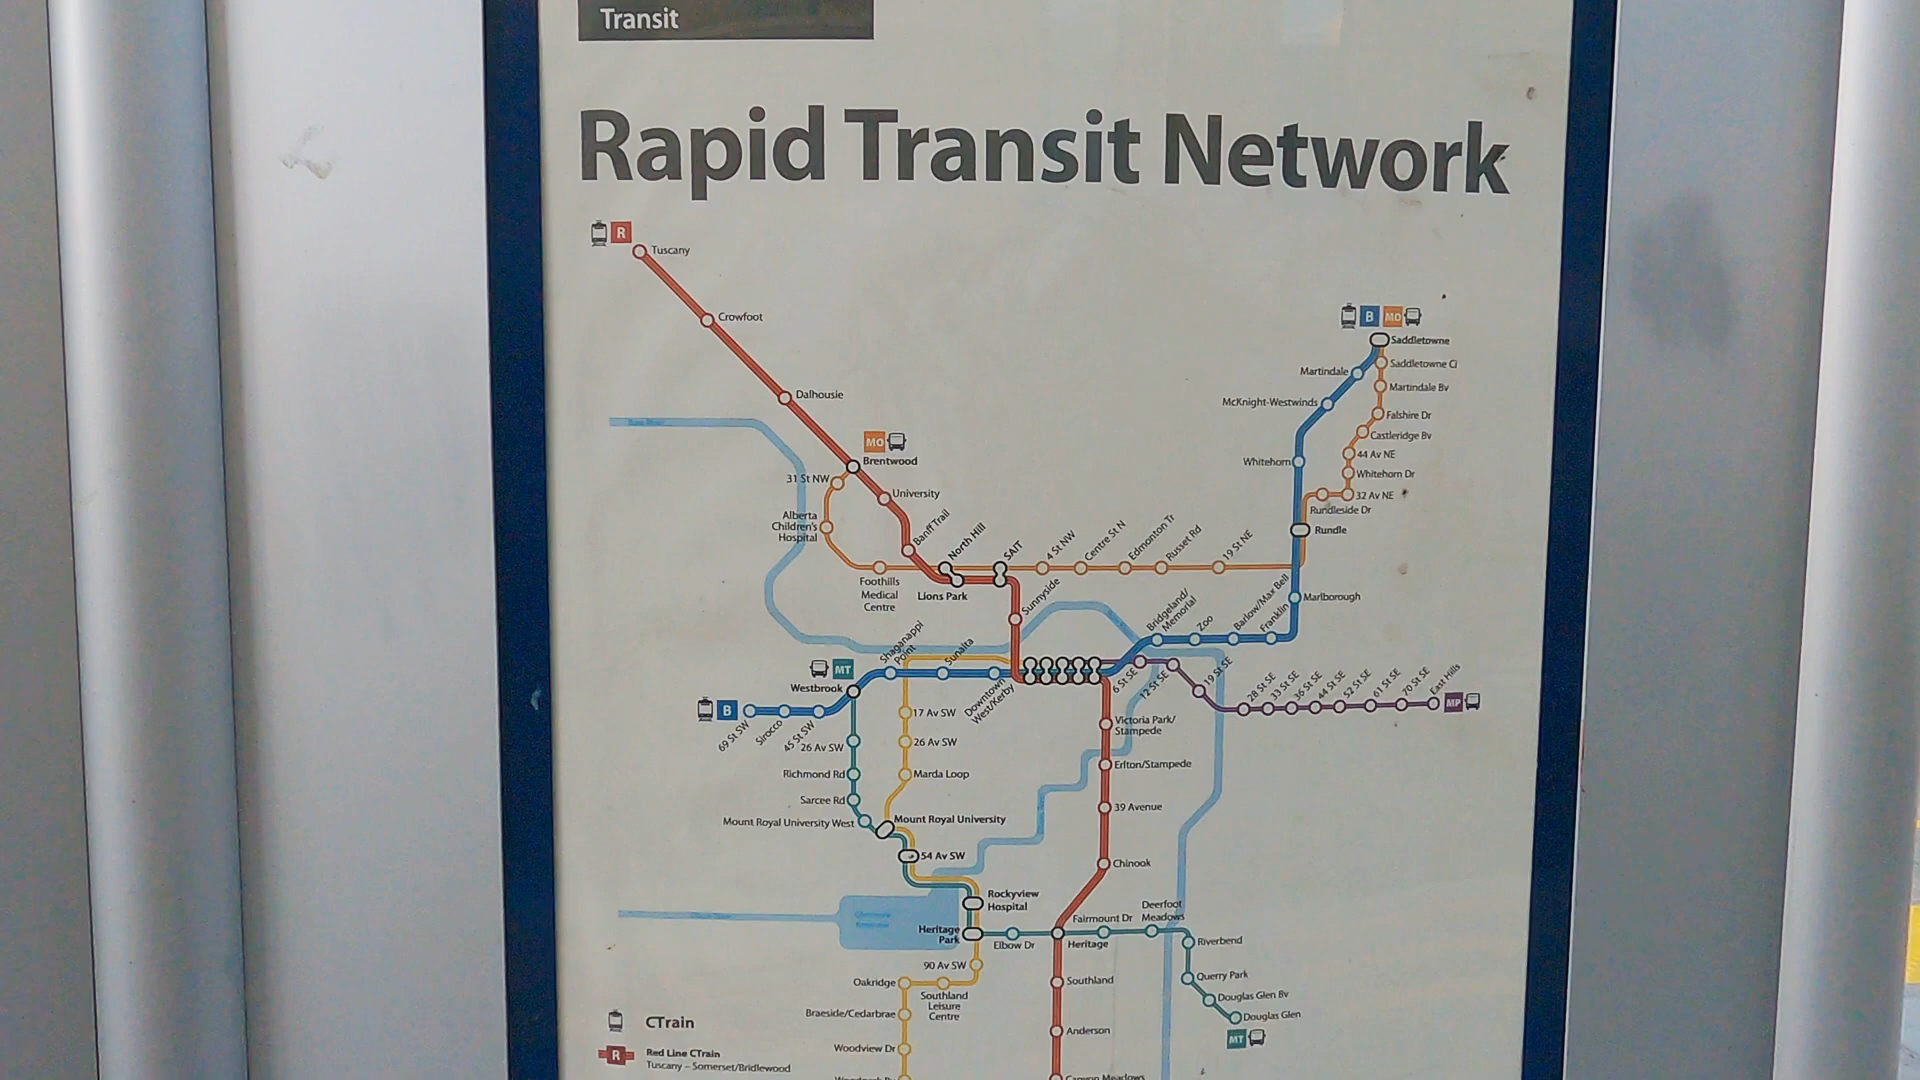 Transit
Rapid Transit Network
R
Tuscany
Crowfoot
Dalhousie
MO
Brentwood
31 St NW
University
Alberta
Children's
Hospital
Banff Trail
North Hill
SAIT
Foothills
Medical
Centre
Lions Park
Sunnyside
4 St NW
Centre St N
Edmonton Tr
Russet Rd
19 St NE
B MO
Saddletowne
Saddletowne Ci
Martindale
Martindale Bv
McKnight-Westwinds
Falshire Dr
Castleridge Bv
44 Av NE
Whitehorn
Whitehorn Dr
32 Av NE
Rundleside Dr
Rundle
Marlborough
Franklin
Barlow/Max Bell
Zoo
Bridgeland/
Memorial
Shaganappi
Point
Sunalta
MT
Westbrook
B
69 St SW
Sirocco
45 St SW
Downtown
West/Kerby
6 St SE
12 St SE
19 St SE
28 St SE
33 St SE
36 St SE
44 St SE
52 St SE
61 St SE
70 St SE
East Hills
MP
26 Av SW
17 Av SW
26 Av SW
Richmond Rd
Marda Loop
Sarcee Rd
Mount Royal University West
Mount Royal University
54 Av SW
Victoria Park/
Stampede
Erlton/Stampede
39 Avenue
Chinook
Rockyview
Hospital
Heritage
Park
Elbow Dr
Heritage
Fairmount Dr
Deerfoot
Meadows
Riverbend
Querry Park
Douglas Glen Bv
Douglas Glen
MT
90 Av SW
Oakridge
Southland
Leisure
Centre
Southland
Braeside/Cedarbrae
Anderson
Woodview Dr
Canyon Meadows
CTrain
R
Red Line CTrain
Tuscany – Somerset/Bridlewood